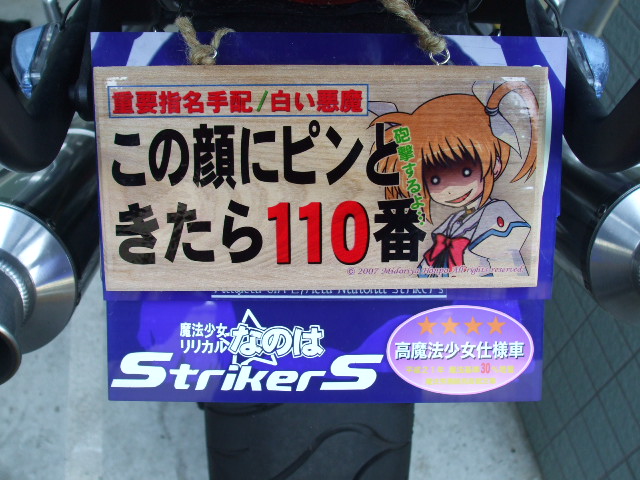 重要指名手配/白い悪魔
この顔にピンと
きたら110番
砲撃するよ〜
© 2007 Midori
All rights reserved
魔法少女
リリカル
なのは
StrikerS
★★★★
高魔法少女仕様車